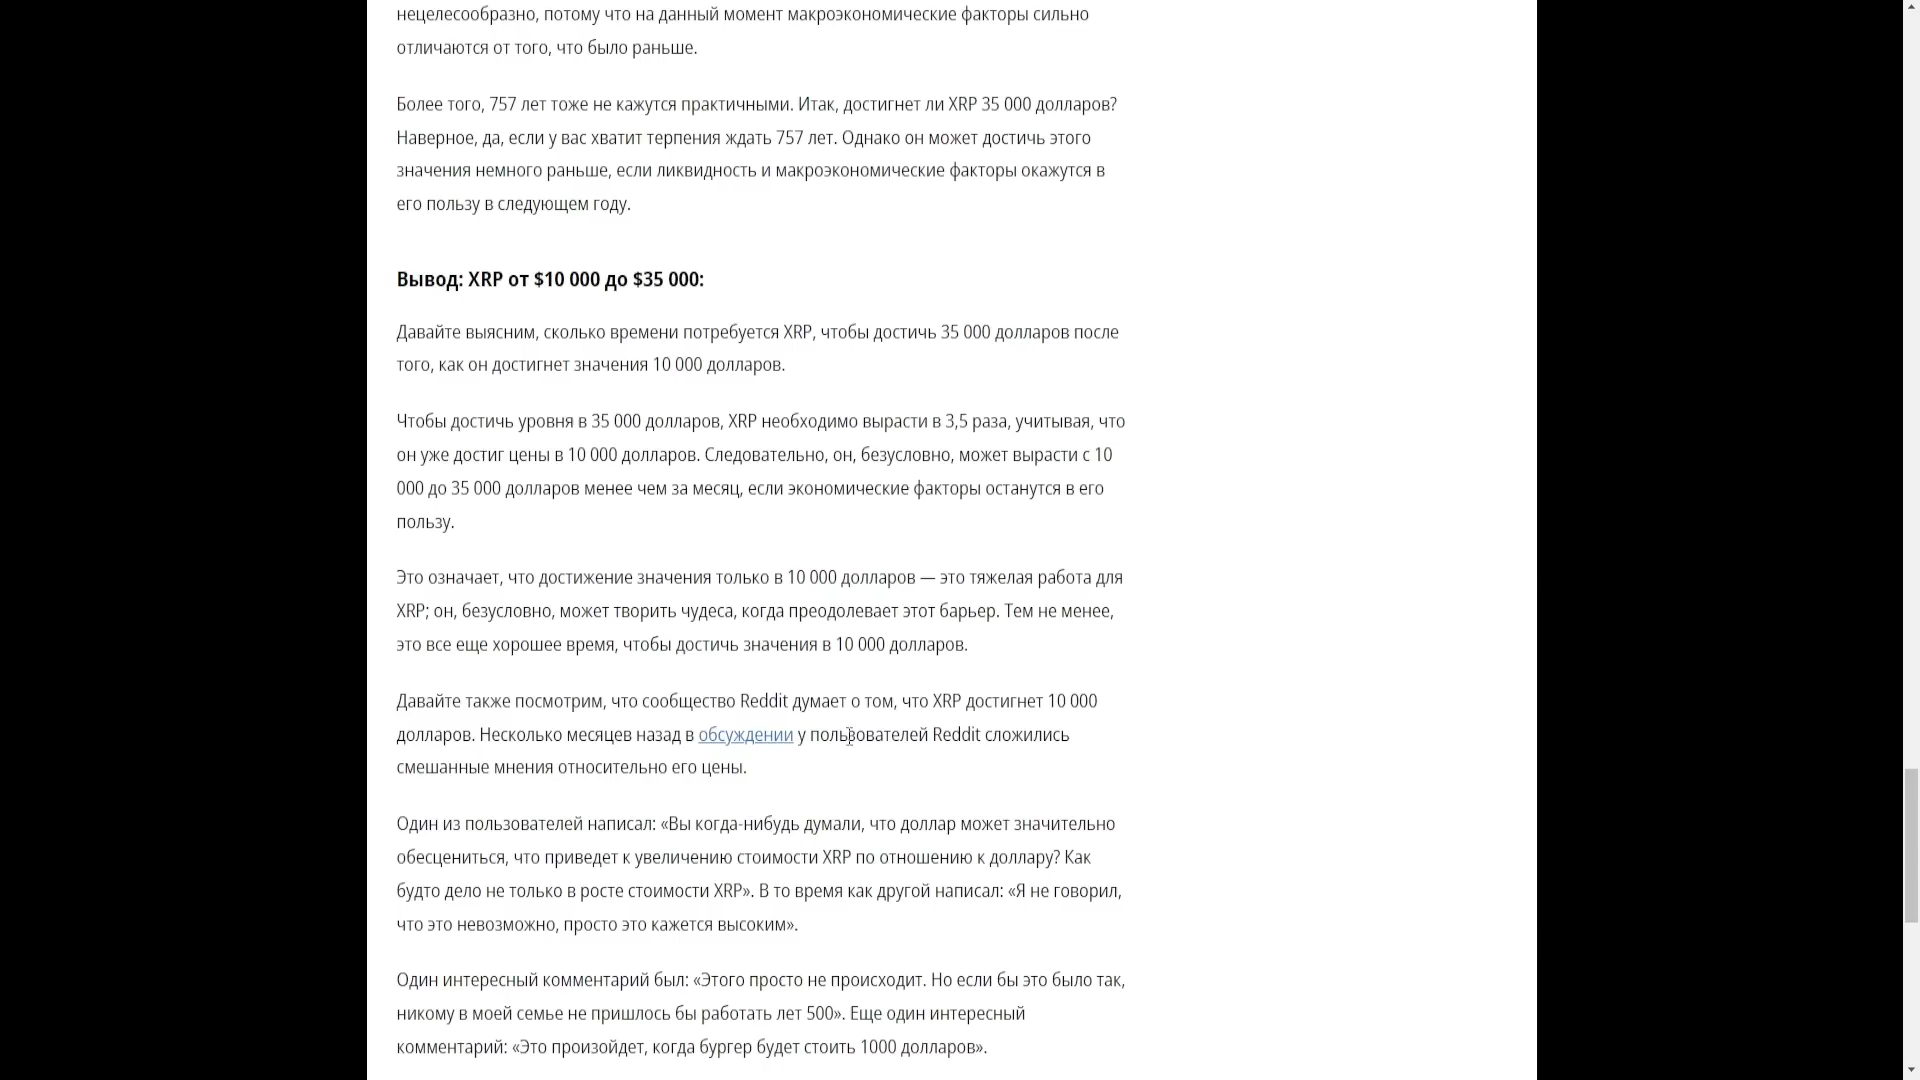 нецелесообразно, потому что на данный момент макроэкономические факторы сильно
отличаются от того, что было раньше.
Более того, 757 лет тоже не кажутся практичными. Итак, достигнет ли XRP 35 000 долларов?
Наверное, да, если у вас хватит терпения ждать 757 лет. Однако он может достичь этого
значения немного раньше, если ликвидность и макроэкономические факторы окажутся в
его пользу в следующем году.
Вывод: XRP от $10 000 до $35 000:
Давайте выясним, сколько времени потребуется XRP, чтобы достичь 35 000 долларов после
того, как он достигнет значения 10 000 долларов.
Чтобы достичь уровня в 35 000 долларов, XRP необходимо вырасти в 3,5 раза, учитывая, что
он уже достиг цены в 10 000 долларов. Следовательно, он, безусловно, может вырасти с 10
000 до 35 000 долларов менее чем за месяц, если экономические факторы останутся в его
пользу.
Это означает, что достижение значения только в 10 000 долларов — это тяжелая работа для
XRP; он, безусловно, может творить чудеса, когда преодолевает этот барьер. Тем не менее,
это все еще хорошее время, чтобы достичь значения в 10 000 долларов.
Давайте также посмотрим, что сообщество Reddit думает о том, что XRP достигнет 10 000
долларов. Несколько месяцев назад в обсуждении у пользователей Reddit сложились
смешанные мнения относительно его цены.
Один из пользователей написал: «Вы когда-нибудь думали, что доллар может значительно
обесцениться, что приведет к увеличению стоимости XRP по отношению к доллару? Как
будто дело не только в росте стоимости XRP». В то время как другой написал: «Я не говорил,
что это невозможно, просто это кажется высоким».
Один интересный комментарий был: «Этого просто не происходит. Но если бы это было так,
никому в моей семье не пришлось бы работать лет 500». Еще один интересный
комментарий: «Это произойдет, когда бургер будет стоить 1000 долларов».